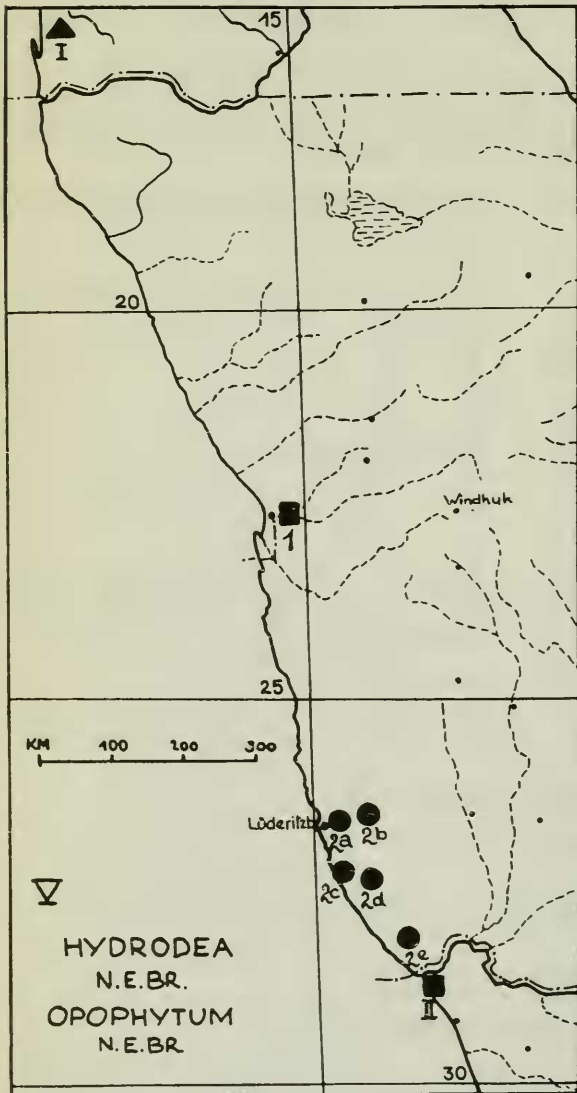 15
I
20
Windhuk
1
25
KM 100 200 300
Lüderitzb.
2a 2b
2c 2d
2e
V
HYDRODEA
N.E.BR.
OPOPHYTUM
N.E.BR
II
30